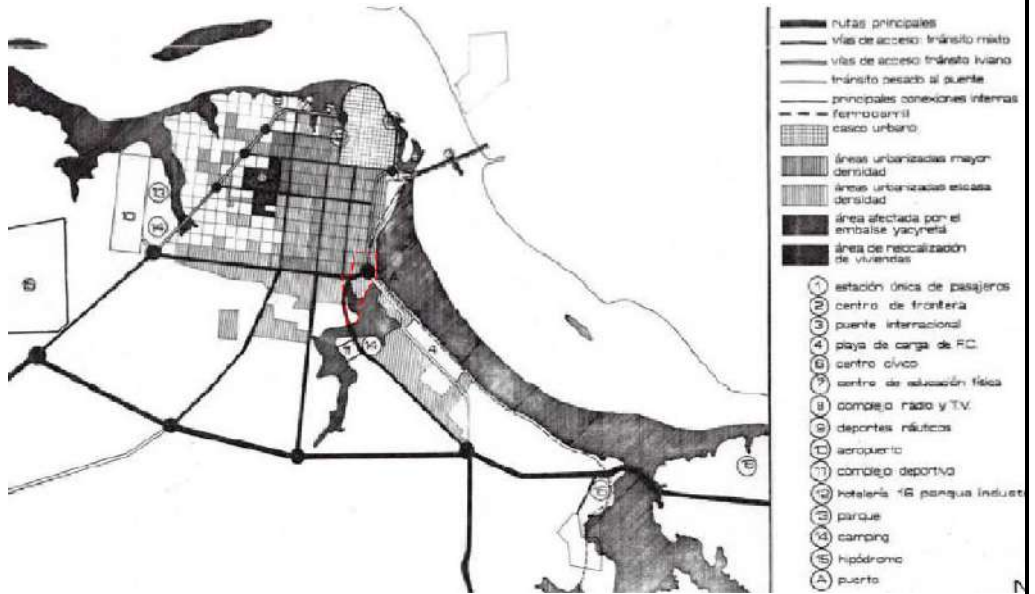 rutas principales
vías de acceso: tránsito mixto
vías de acceso: tránsito liviano
tránsito pesado al puente
principales conexiones internas
ferrocarril
casco urbano
áreas urbanizadas mayor
densidad
áreas urbanizadas escasa
densidad
área afectada por el
embalse yacyretá
área de relocalización
de viviendas
1 estación única de pasajeros
2 centro de frontera
3 puente internacional
4 playa de carga de F.C.
6 centro cívico
7 centro de educación física
8 complejo radio y T.V.
9 deportes náuticos
10 aeropuerto
11 complejo deportivo
12 hotelería 16 parque indust
13 parque
14 camping
15 hipódromo
A puerto
N
13
14
A
4